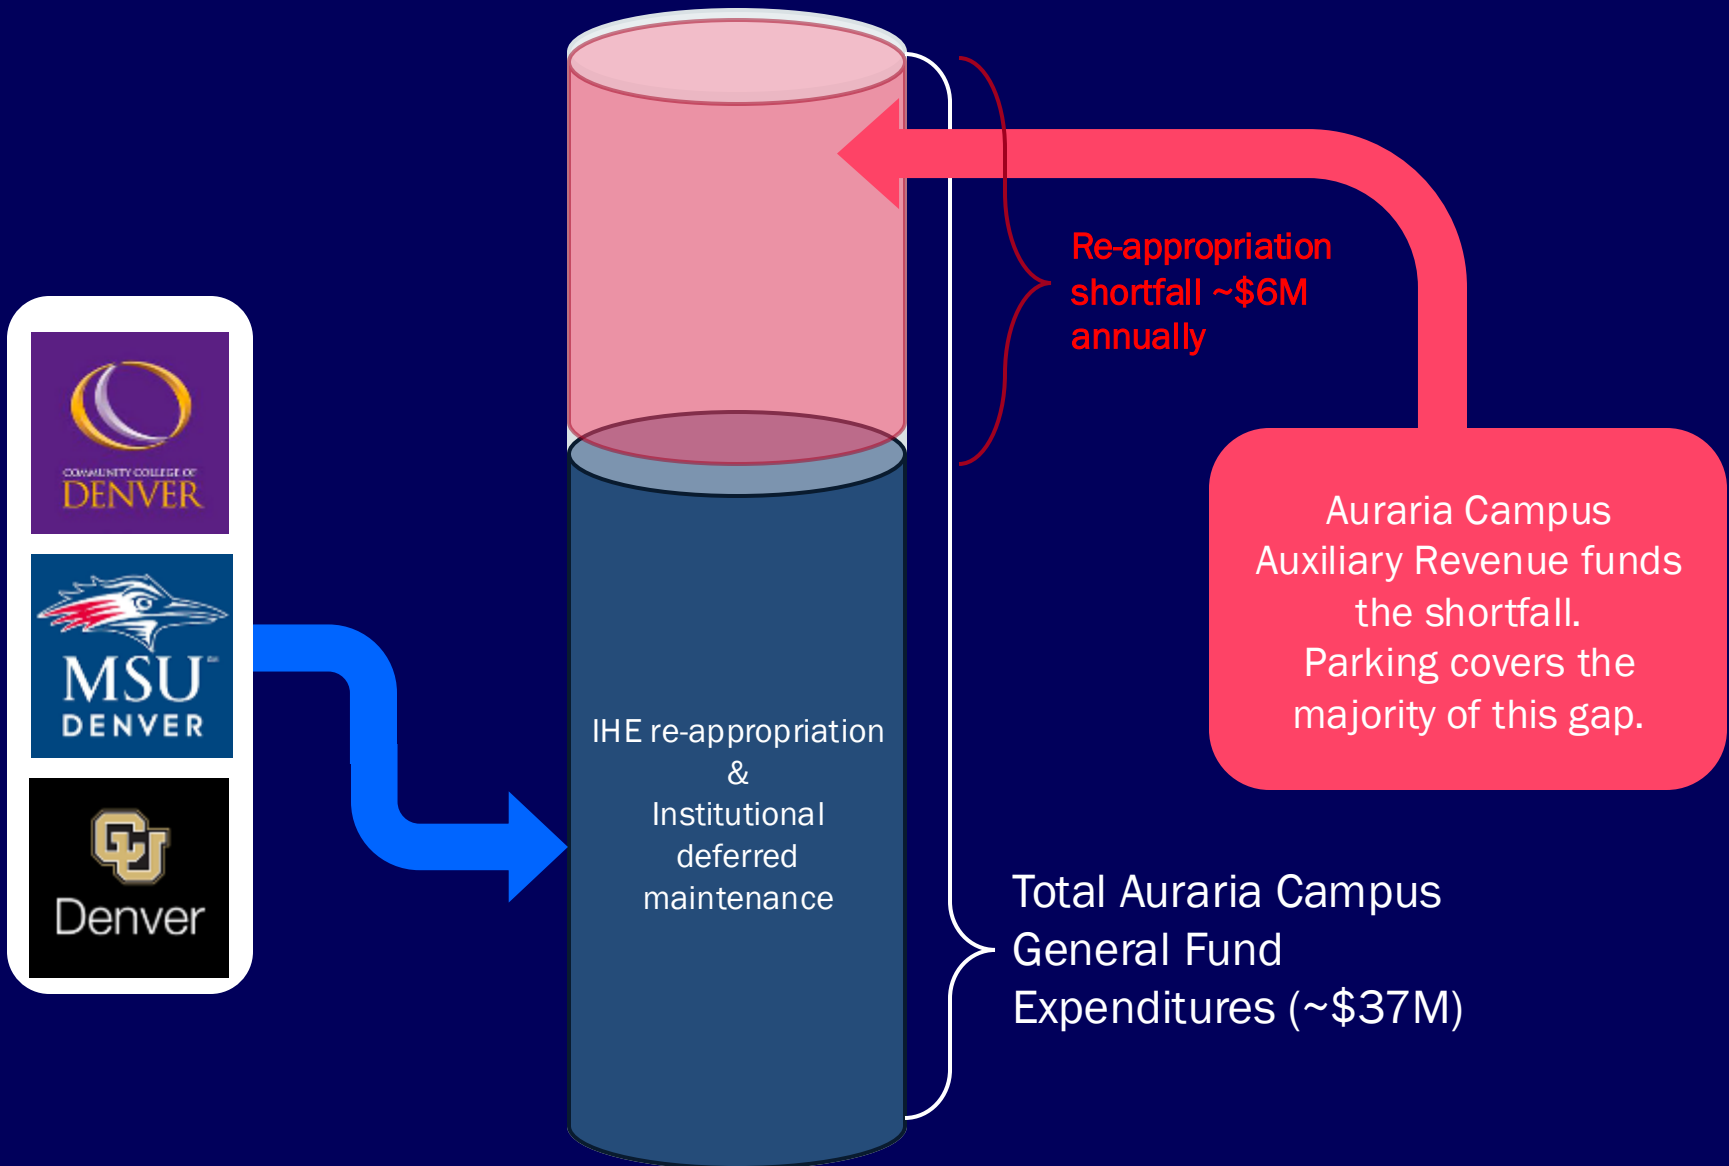 COMMUNITY COLLEGE OF
DENVER
MSU
DENVER
CU
Denver
IHE re-appropriation
&
Institutional
deferred
maintenance
Re-appropriation
shortfall ~$6M
annually
Auraria Campus
Auxiliary Revenue funds
the shortfall.
Parking covers the
majority of this gap.
Total Auraria Campus
General Fund
Expenditures (~$37M)